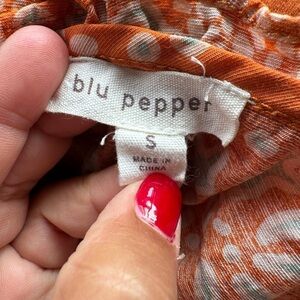 blu pepper
S
MADE IN
CHINA